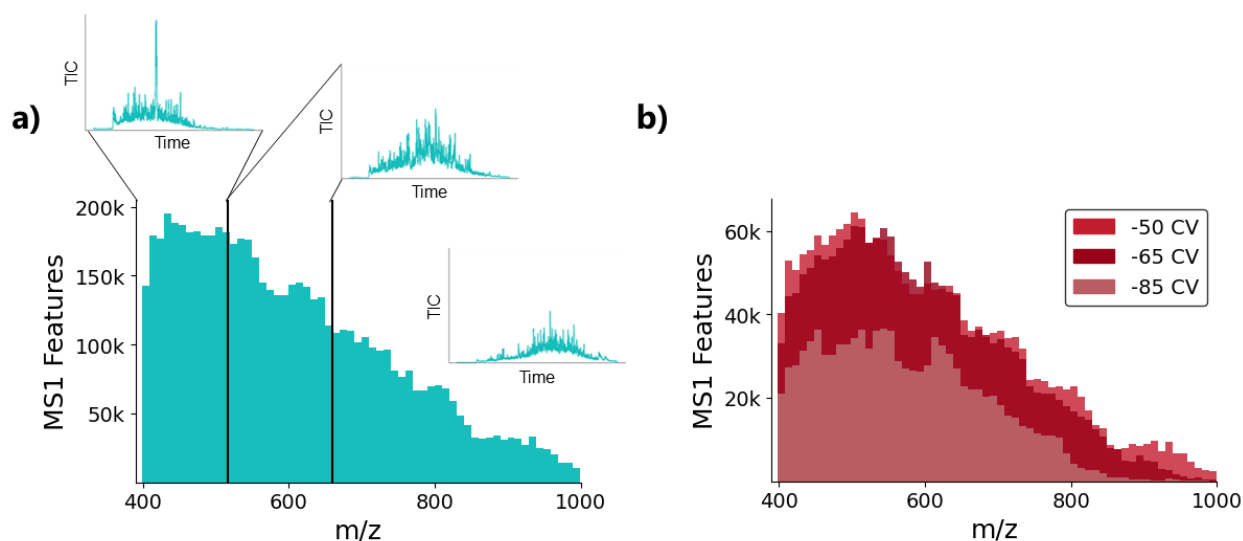 a)
TIC
Time
TIC
Time
TIC
Time
200k
150k
100k
50k
MS1 Features
400
600
800
1000
m/z
b)
-50 CV
-65 CV
-85 CV
60k
40k
20k
MS1 Features
400
600
800
1000
m/z